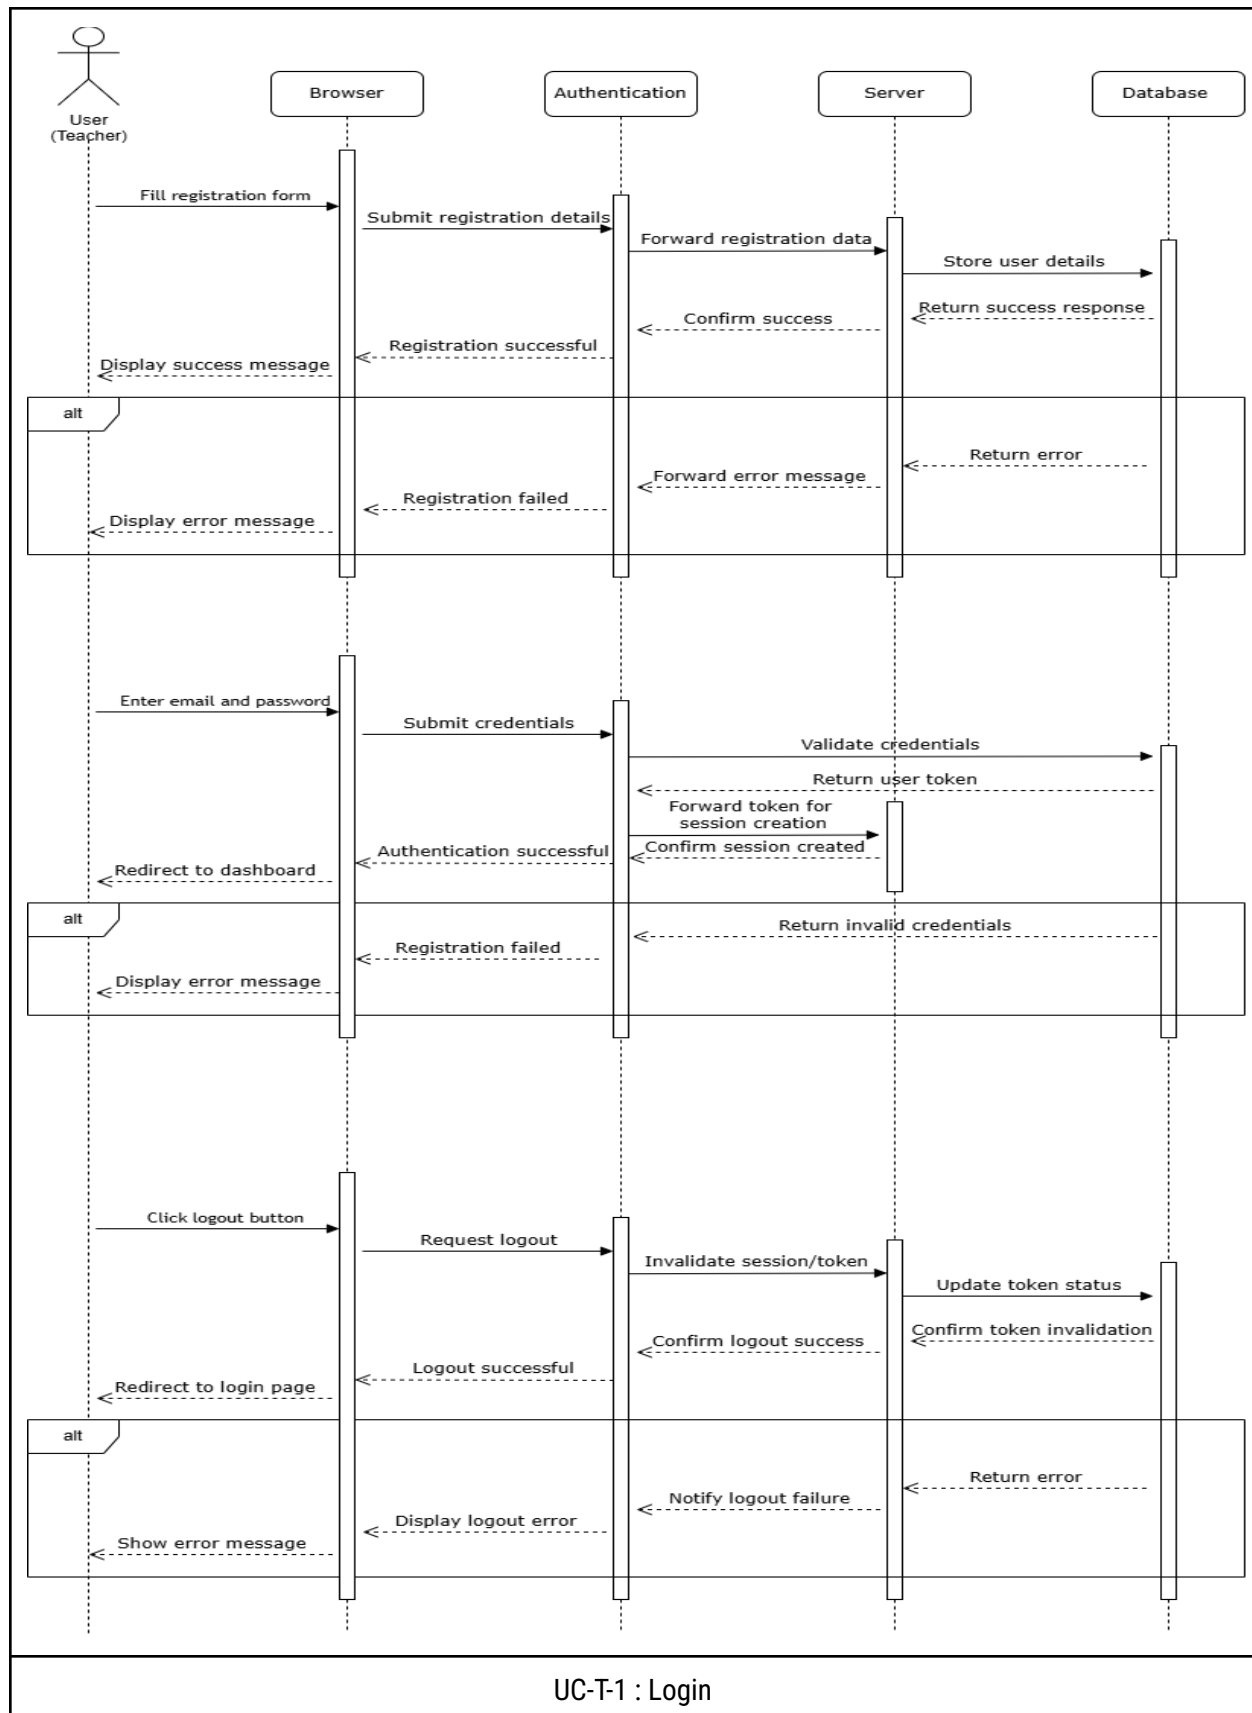 User
(Teacher)
Browser
Authentication
Server
Database
Fill registration form
Submit registration details
Forward registration data
Store user details
Return success response
Confirm success
Registration successful
Display success message
alt
Return error
Forward error message
Registration failed
Display error message
Enter email and password
Submit credentials
Validate credentials
Return user token
Forward token for
session creation
Confirm session created
Authentication successful
Redirect to dashboard
alt
Return invalid credentials
Registration failed
Display error message
Click logout button
Request logout
Invalidate session/token
Update token status
Confirm token invalidation
Confirm logout success
Logout successful
Redirect to login page
alt
Return error
Notify logout failure
Display logout error
Show error message
UC-T-1 : Login